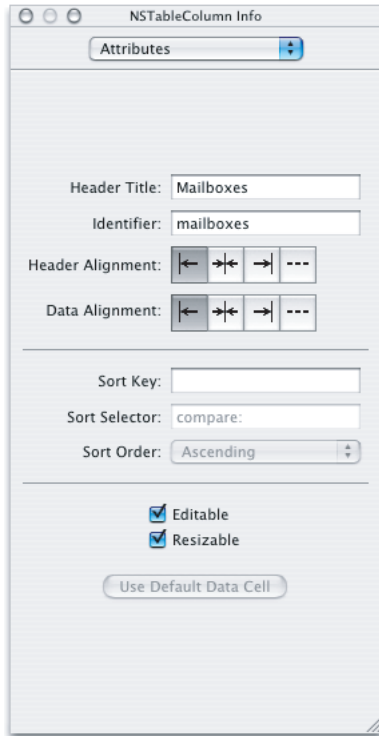 NSTableColumn Info
Attributes
Header Title: Mailboxes
Identifier: mailboxes
Header Alignment:
Data Alignment:
Sort Key:
Sort Selector: compare:
Sort Order: Ascending
Editable
Resizable
Use Default Data Cell